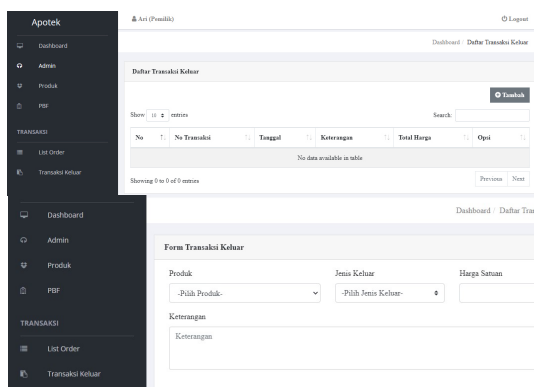 Apotek
Ari (Pemilik)
Logout
Dashboard
Dashboard / Daftar Transaksi Keluar
Admin
Produk
PBF
TRANSAKSI
List Order
Transaksi Keluar
Daftar Transaksi Keluar
Tambah
Show 10 entries
Search:
No No Transaksi Tanggal Keterangan Total Harga Opsi
No data available in table
Showing 0 to 0 of 0 entries
Previous Next
Dashboard
Admin
Produk
PBF
TRANSAKSI
List Order
Transaksi Keluar
Dashboard / Daftar Tran
Form Transaksi Keluar
Produk Jenis Keluar Harga Satuan
-Pilih Produk- -Pilih Jenis Keluar-
Keterangan
Keterangan